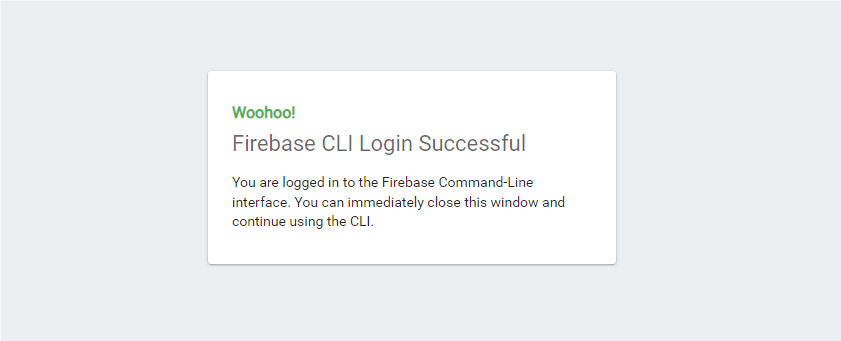 Woohoo!
Firebase CLI Login Successful
You are logged in to the Firebase Command-Line
interface. You can immediately close this window and
continue using the CLI.